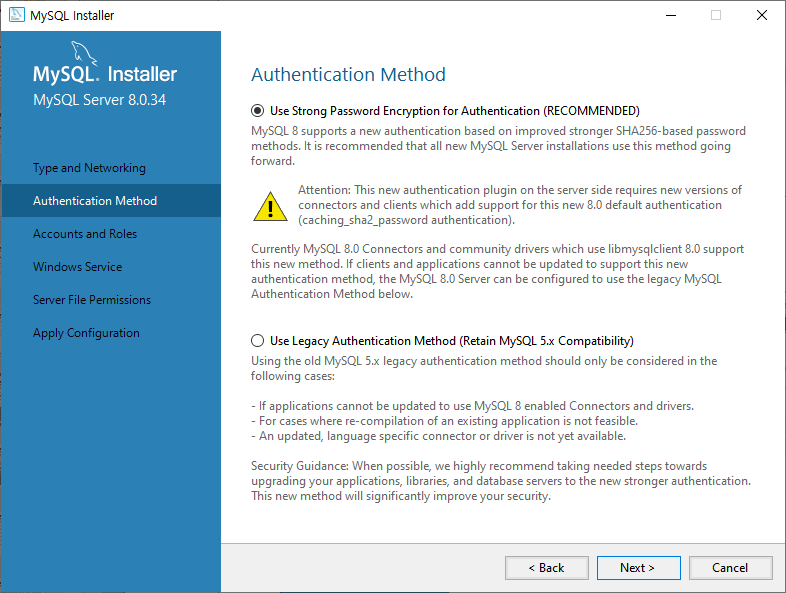 MySQL Installer
MySQL. Installer
MySQL Server 8.0.34
Type and Networking
Authentication Method
Accounts and Roles
Windows Service
Server File Permissions
Apply Configuration
Authentication Method
Use Strong Password Encryption for Authentication (RECOMMENDED)
MySQL 8 supports a new authentication based on improved stronger SHA256-based password
methods. It is recommended that all new MySQL Server installations use this method going
forward.
Attention: This new authentication plugin on the server side requires new versions of
connectors and clients which add support for this new 8.0 default authentication
(caching_sha2_password authentication).
Currently MySQL 8.0 Connectors and community drivers which use libmysqlclient 8.0 support
this new method. If clients and applications cannot be updated to support this new
authentication method, the MySQL 8.0 Server can be configured to use the legacy MySQL
Authentication Method below.
Use Legacy Authentication Method (Retain MySQL 5.x Compatibility)
Using the old MySQL 5.x legacy authentication method should only be considered in the
following cases:
- If applications cannot be updated to use MySQL 8 enabled Connectors and drivers.
- For cases where re-compilation of an existing application is not feasible.
- An updated, language specific connector or driver is not yet available.
Security Guidance: When possible, we highly recommend taking needed steps towards
upgrading your applications, libraries, and database servers to the new stronger authentication.
This new method will significantly improve your security.
< Back
Next >
Cancel